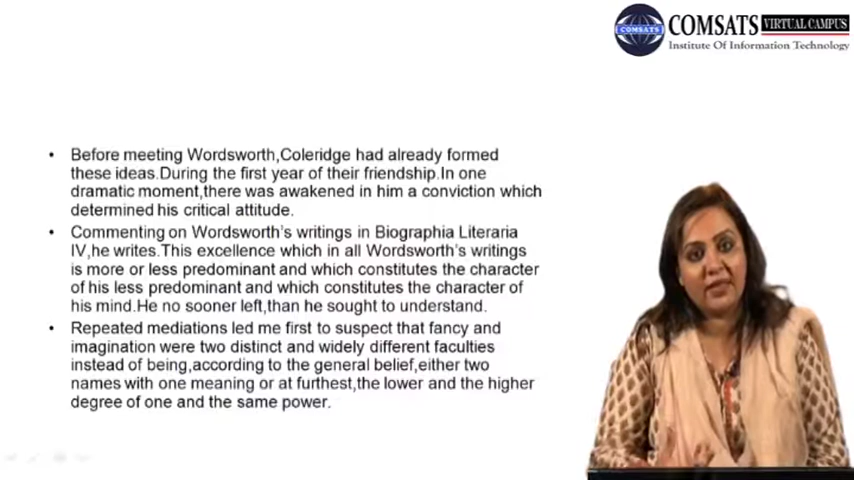 COMSATS
COMSATS VIRTUAL CAMPUS
Institute Of Information Technology
• Before meeting Wordsworth,Coleridge had already formed
these ideas.During the first year of their friendship.In one
dramatic moment,there was awakened in him a conviction which
determined his critical attitude.
• Commenting on Wordsworth's writings in Biographia Literaria
IV,he writes.This excellence which in all Wordsworth's writings
is more or less predominant and which constitutes the character
of his less predominant and which constitutes the character of
his mind.He no sooner left,than he sought to understand.
• Repeated mediations led me first to suspect that fancy and
imagination were two distinct and widely different faculties
instead of being,according to the general belief,either two
names with one meaning or at furthest,the lower and the higher
degree of one and the same power.